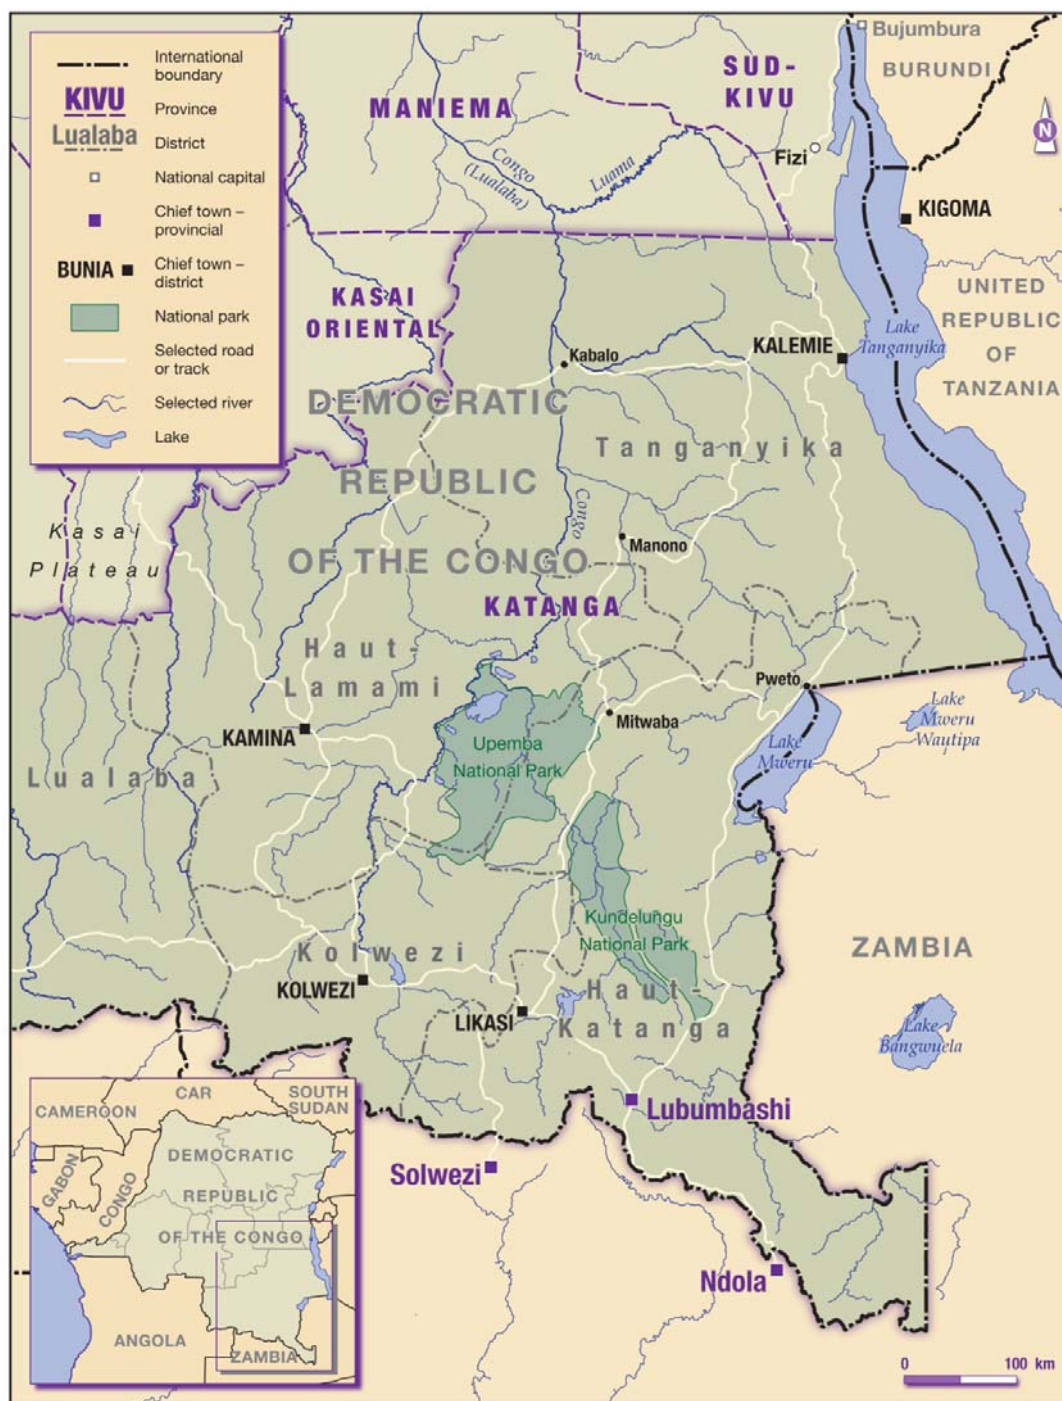 International
boundary
KIVU
Province
Lualaba
District
National capital
Chief town –
provincial
BUNIA
Chief town –
district
National park
Selected road
or track
Selected river
Lake
MANIEMA
SUD-
KIVU
Bujumbura
BURUNDI
N
Congo
(Lualaba)
Luama
Fizi
KIGOMA
KASAI
ORIENTAL
UNITED
REPUBLIC
OF
TANZANIA
Lake
Tanganyika
Kabalo
KALEMIE
DEMOCRATIC
REPUBLIC
OF THE CONGO
Tanganyika
Congo
Kasai
Plateau
Manono
KATANGA
Haut-
Lamami
Pweto
Mitwaba
KAMINA
Lualaba
Upemba
National Park
Lake
Mweru
Lake
Mweru
Wautipa
Kundelungu
National Park
Kolwezi
KOLWEZI
LIKASI
Haut-
Katanga
ZAMBIA
Lake
Bangwuela
Lubumbashi
Solwezi
Ndola
CAMEROON
CAR
SOUTH
SUDAN
GABON
CONGO
DEMOCRATIC
REPUBLIC
OF THE CONGO
ANGOLA
ZAMBIA
0 100 km